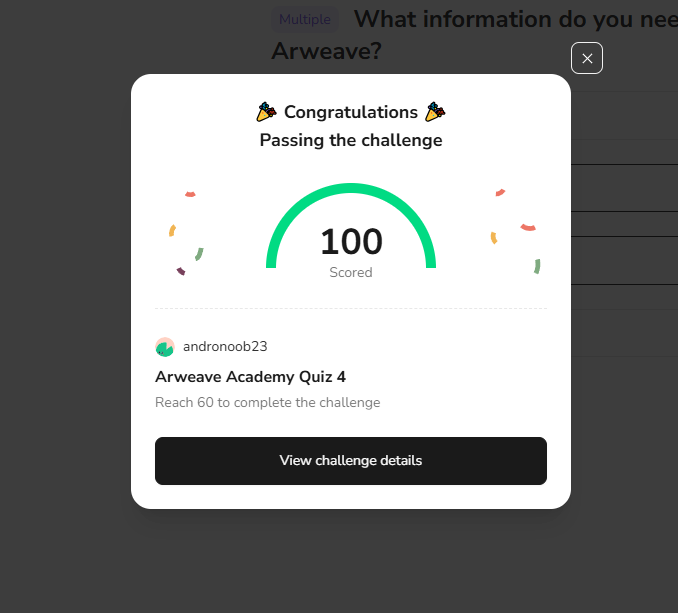 Multiple What information do you nee
Arweave?
Congratulations
Passing the challenge
100
Scored
andronoob23
Arweave Academy Quiz 4
Reach 60 to complete the challenge
View challenge details